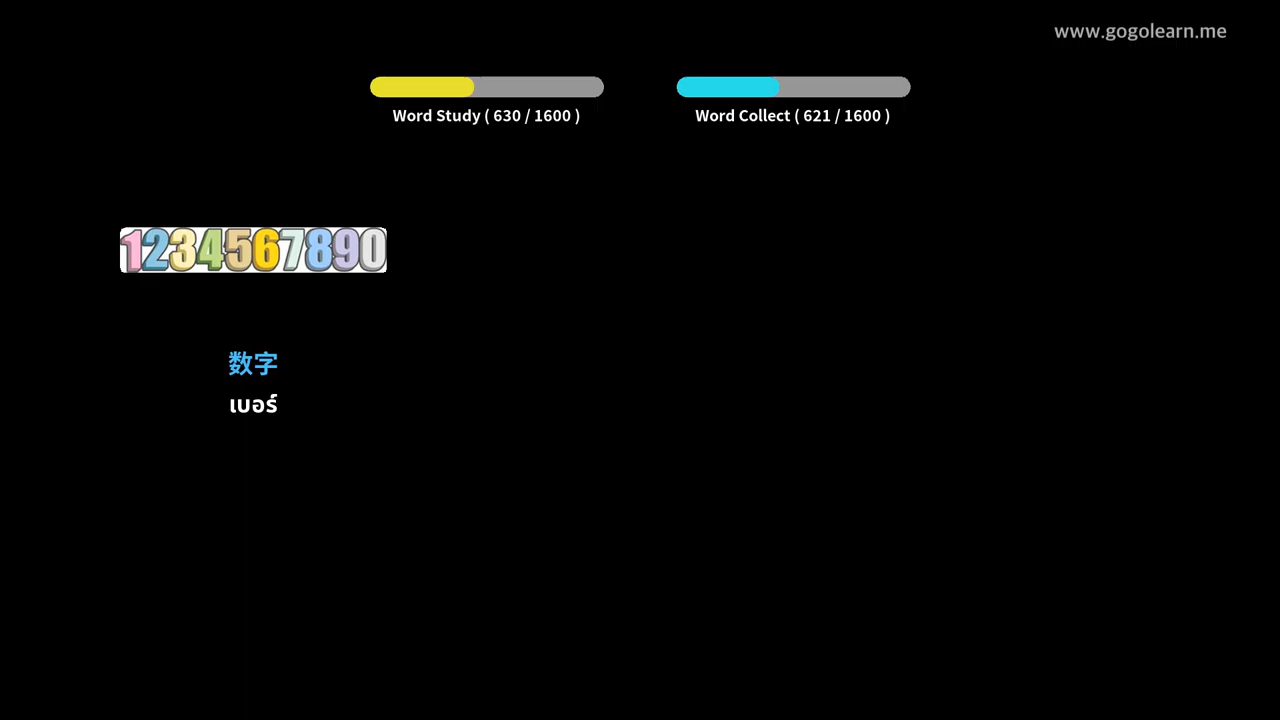 www.gogolearn.me
Word Study ( 630 / 1600 )
Word Collect ( 621 / 1600 )
1234567890
数字
เบอร์